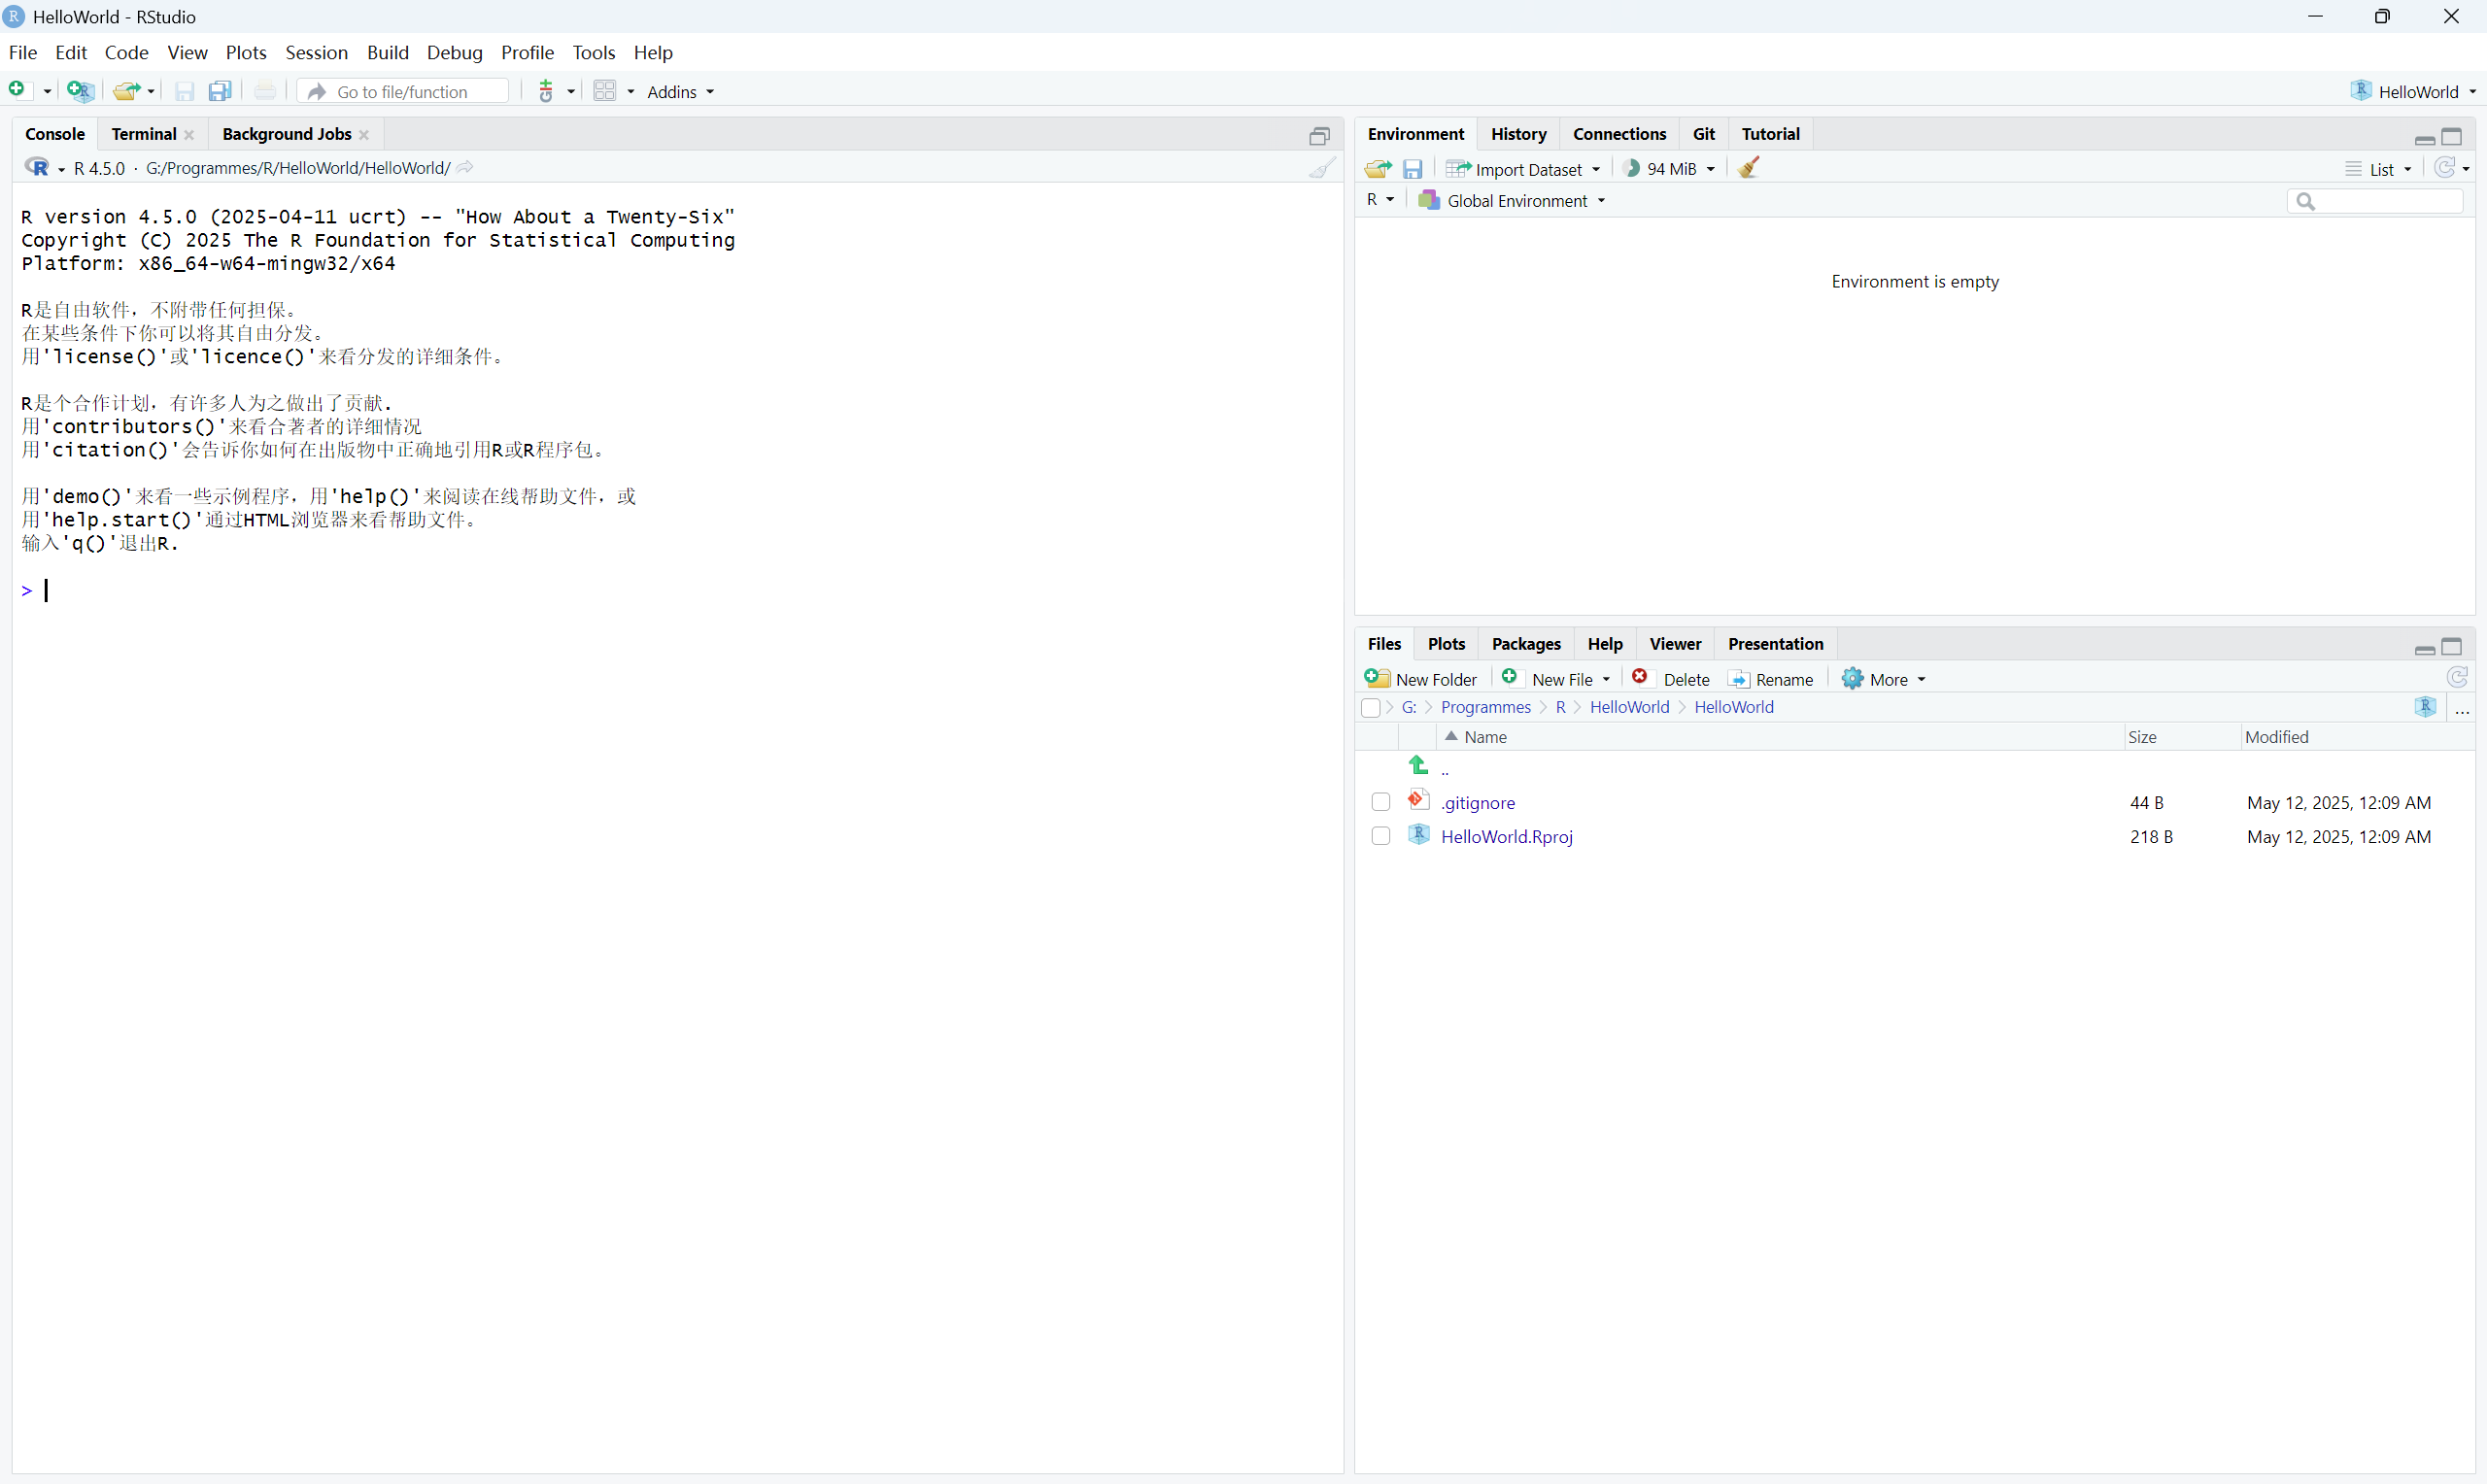 HelloWorld - RStudio
File Edit Code View Plots Session Build Debug Profile Tools Help
Go to file/function Addins HelloWorld
Console Terminal Background Jobs
R 4.5.0 · G:/Programmes/R/HelloWorld/HelloWorld/
R version 4.5.0 (2025-04-11 ucrt) -- "How About a Twenty-Six"
Copyright (C) 2025 The R Foundation for Statistical Computing
Platform: x86_64-w64-mingw32/x64
R是自由软件，不附带任何担保。
在某些条件下你可以将其自由分发。
用'license()'或'licence()'来看分发的详细条件。
R是个合作计划，有许多人为之做出了贡献.
用'contributors()'来看合著者的详细情况
用'citation()'会告诉你如何在出版物中正确地引用R或R程序包。
用'demo()'来看一些示例程序，用'help()'来阅读在线帮助文件，或
用'help.start()'通过HTML浏览器来看帮助文件。
输入'q()'退出R.
>
Environment History Connections Git Tutorial
Import Dataset 94 MiB List
R Global Environment
Environment is empty
Files Plots Packages Help Viewer Presentation
New Folder New File Delete Rename More
G: Programmes R HelloWorld HelloWorld ...
Name Size Modified
..
.gitignore 44 B May 12, 2025, 12:09 AM
HelloWorld.Rproj 218 B May 12, 2025, 12:09 AM